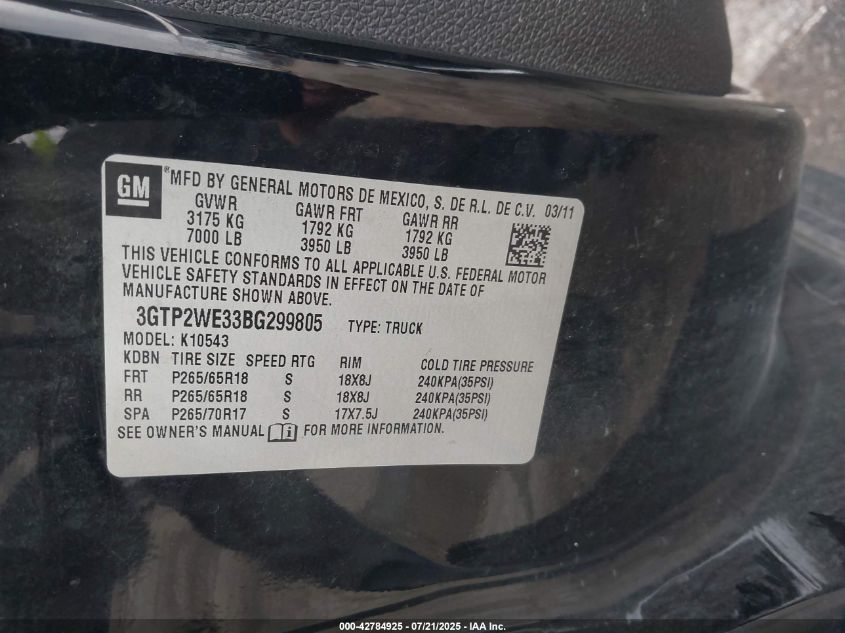 GM ® MFD BY GENERAL MOTORS DE MEXICO, S. DE R.L. DE C.V. 03/11
GVWR GAWR FRT GAWR RR
3175 KG 1792 KG 1792 KG
7000 LB 3950 LB 3950 LB
THIS VEHICLE CONFORMS TO ALL APPLICABLE U.S. FEDERAL MOTOR
VEHICLE SAFETY STANDARDS IN EFFECT ON THE DATE OF
MANUFACTURE SHOWN ABOVE.
3GTP2WE33BG299805 TYPE: TRUCK
MODEL: K10543
KDBN TIRE SIZE SPEED RTG RIM COLD TIRE PRESSURE
FRT P265/65R18 S 18X8J 240KPA(35PSI)
RR P265/65R18 S 18X8J 240KPA(35PSI)
SPA P265/70R17 S 17X7.5J 240KPA(35PSI)
SEE OWNER'S MANUAL i FOR MORE INFORMATION.
000-42784925 - 07/21/2025 - IAA Inc.